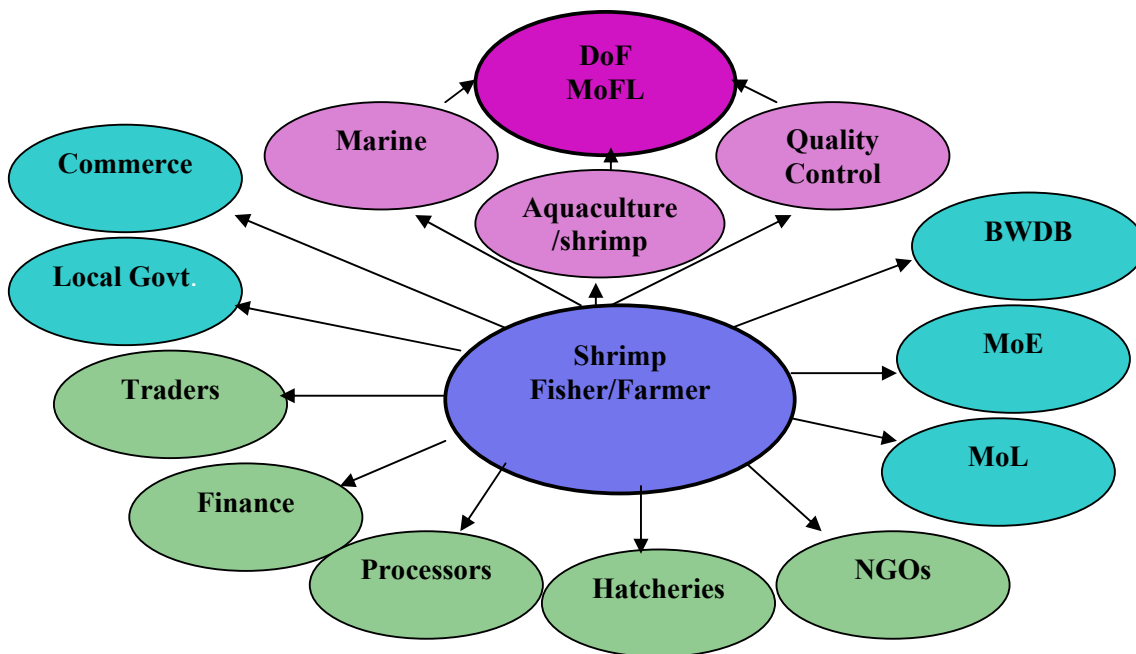 DoF
MoFL
Marine
Quality
Control
Commerce
Aquaculture
/shrimp
BWDB
Local Govt.
MoE
Shrimp
Fisher/Farmer
Traders
MoL
Finance
Processors
Hatcheries
NGOs